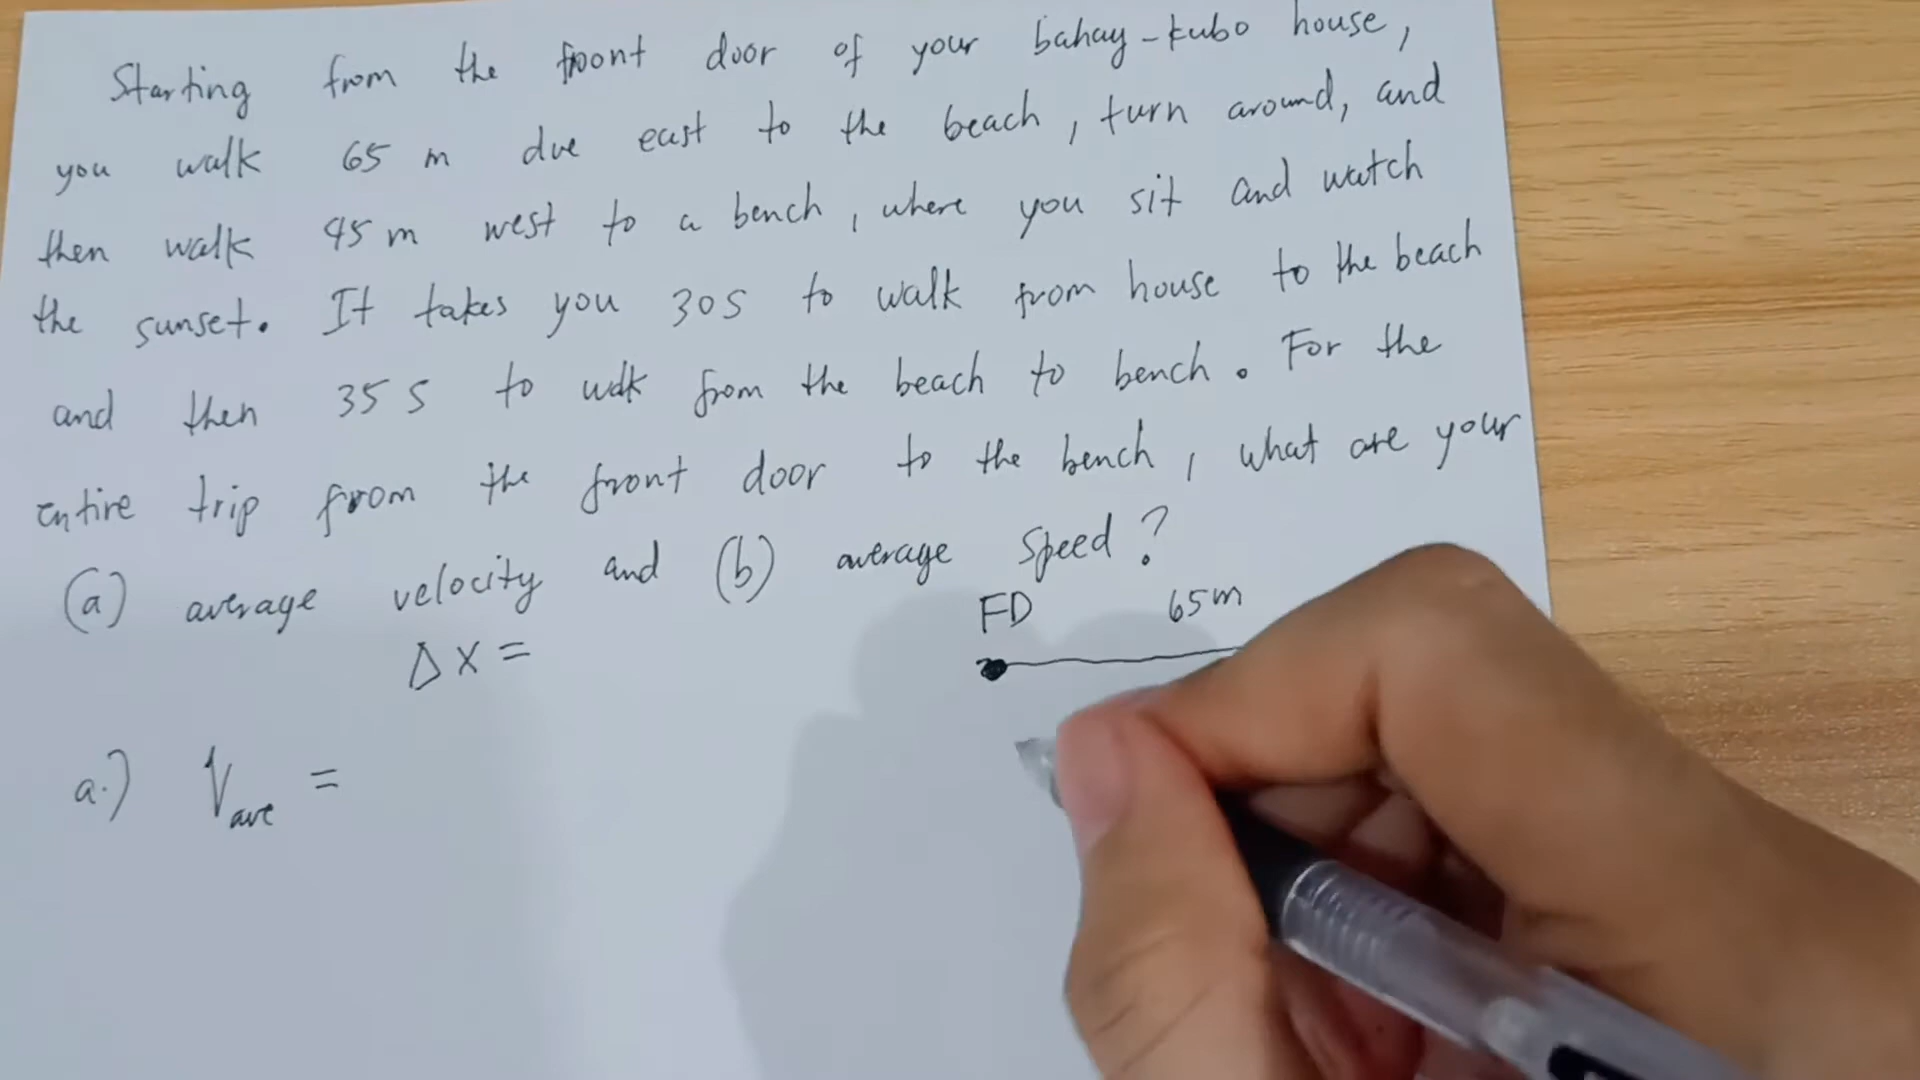 Starting from the front door of your bahay-kubo house,
you walk 65 m due east to the beach, turn around, and
then walk 45 m west to a bench, where you sit and watch
the sunset. It takes you 30 s to walk from house to the beach
and then 35 s to walk from the beach to bench. For the
entire trip from the front door to the bench, what are your
(a) average velocity and (b) average speed?
FD 65m
Δx =
a.) Vave =